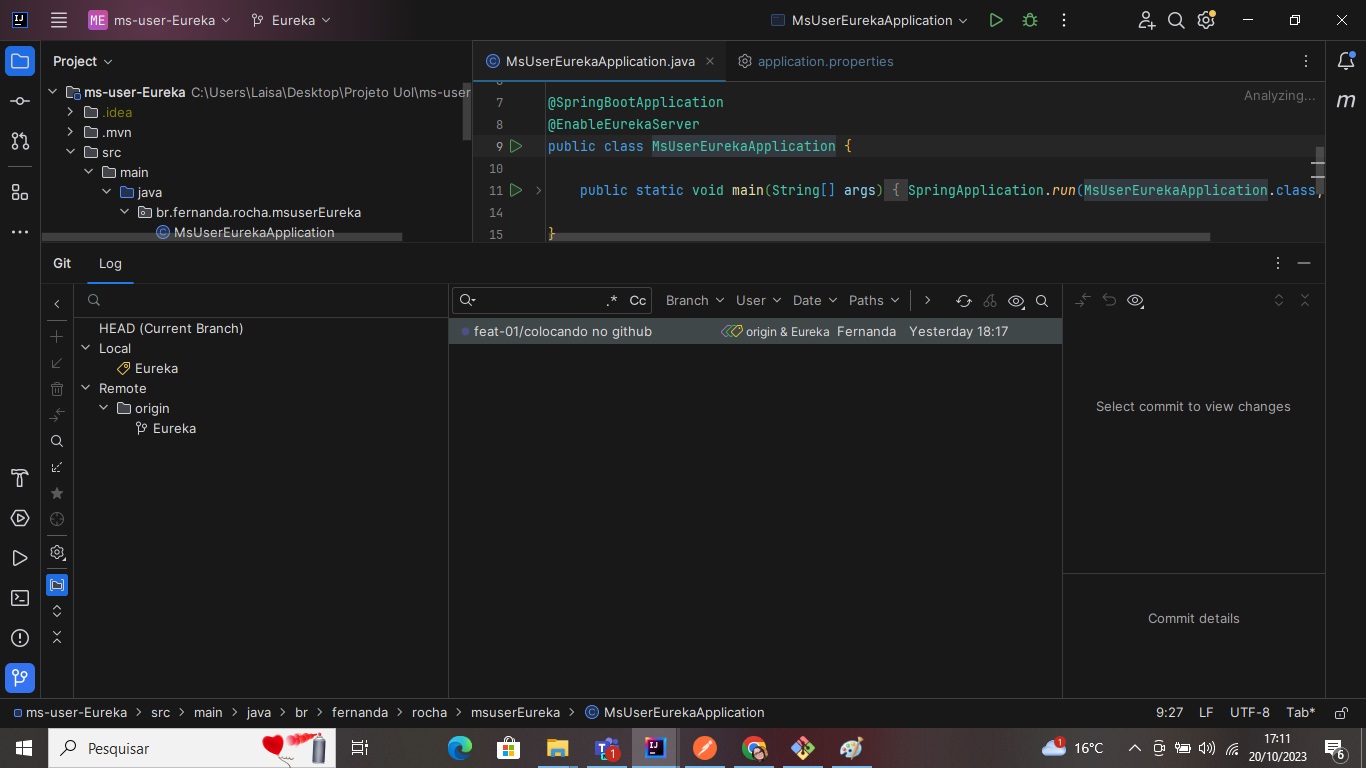 ME ms-user-Eureka Eureka MsUserEurekaApplication
Project
MsUserEurekaApplication.java application.properties
ms-user-Eureka C:\Users\Laisa\Desktop\Projeto Uol\ms-user
.idea
.mvn
src
main
java
br.fernanda.rocha.msuserEureka
MsUserEurekaApplication
Analyzing...
7 @SpringBootApplication
8 @EnableEurekaServer
9 public class MsUserEurekaApplication {
10
11 public static void main(String[] args) { SpringApplication.run(MsUserEurekaApplication.class,
14
15 }
m
Git Log
.* Cc Branch User Date Paths
HEAD (Current Branch)
Local
Eureka
Remote
origin
Eureka
feat-01/colocando no github origin & Eureka Fernanda Yesterday 18:17
Select commit to view changes
Commit details
ms-user-Eureka src main java br fernanda rocha msuserEureka MsUserEurekaApplication 9:27 LF UTF-8 Tab*
Pesquisar
1
1 16°C
17:11
20/10/2023
6